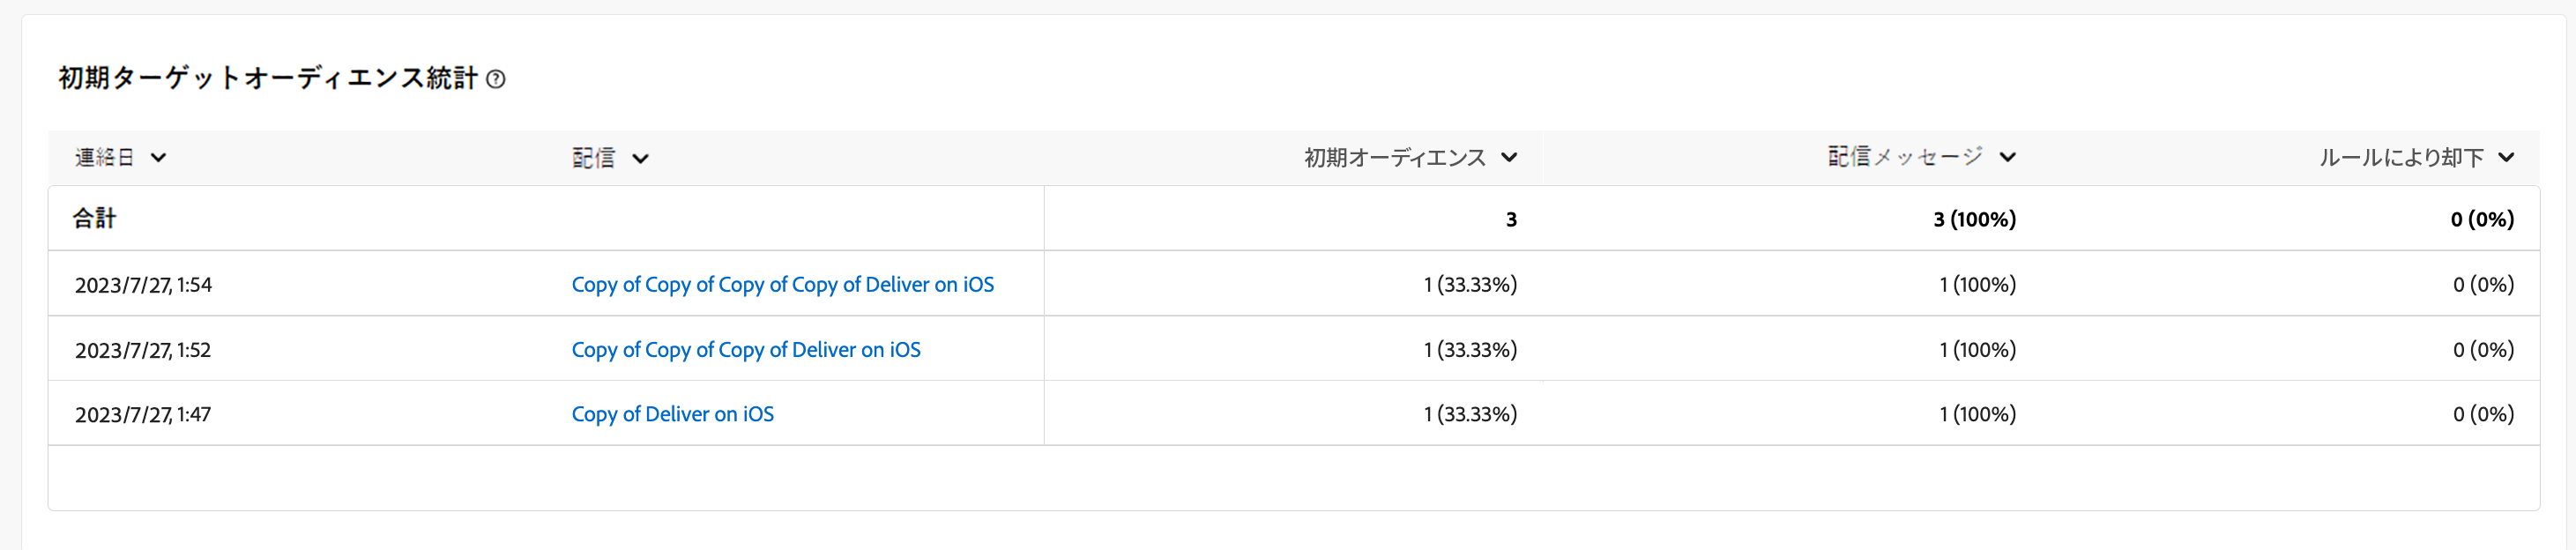 初期ターゲットオーディエンス統計
連絡日 配信 初期オーディエンス 配信メッセージ ルールにより却下
合計 3 3 (100%) 0 (0%)
2023/7/27, 1:54 Copy of Copy of Copy of Copy of Deliver on iOS 1 (33.33%) 1 (100%) 0 (0%)
2023/7/27, 1:52 Copy of Copy of Copy of Deliver on iOS 1 (33.33%) 1 (100%) 0 (0%)
2023/7/27, 1:47 Copy of Deliver on iOS 1 (33.33%) 1 (100%) 0 (0%)